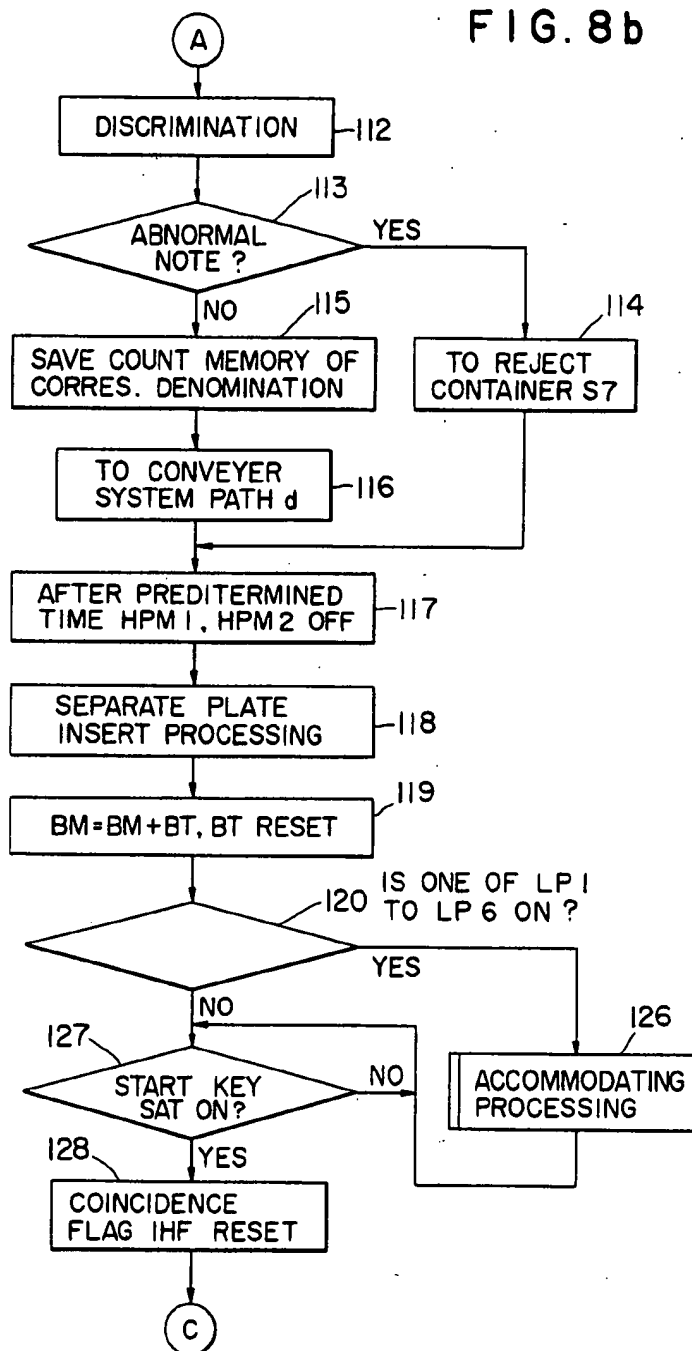 FIG. 8b
A
DISCRIMINATION
112
113
ABNORMAL
NOTE ?
YES
NO
115
114
SAVE COUNT MEMORY OF
CORRES. DENOMINATION
TO REJECT
CONTAINER S7
TO CONVEYER
SYSTEM PATH d
116
AFTER PREDITERMINED
TIME HPM 1, HPM 2 OFF
117
SEPARATE PLATE
INSERT PROCESSING
118
119
BM=BM+BT, BT RESET
120
IS ONE OF LP 1
TO LP 6 ON ?
YES
NO
126
127
START KEY
SAT ON?
NO
ACCOMMODATING
PROCESSING
YES
128
COINCIDENCE
FLAG IHF RESET
C